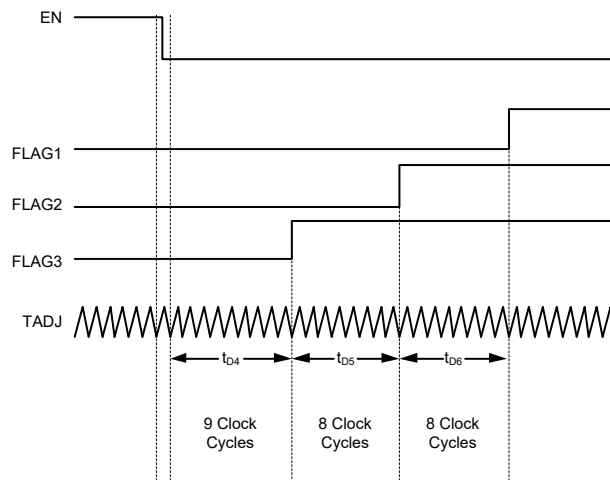 EN
FLAG1
FLAG2
FLAG3
TADJ
tD4
tD5
tD6
9 Clock
Cycles
8 Clock
Cycles
8 Clock
Cycles